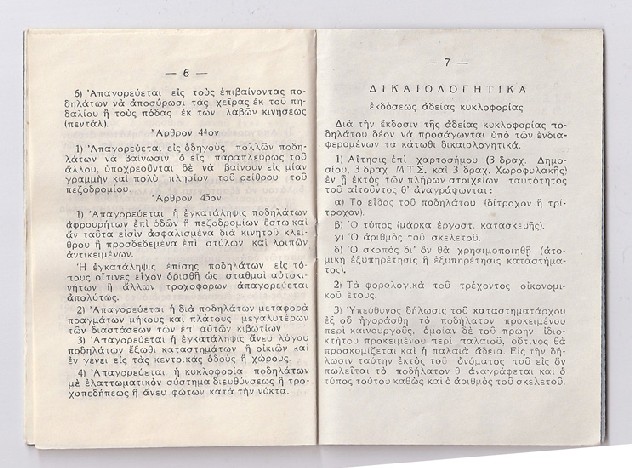 — 6 —
5) Ἀπαγορεύεται εἰς τοὺς ἐπιβαίνοντας πο-
δηλάτων νὰ ἀποσύρωσι τας χεῖρας ἐκ τοῦ πη-
δαλίου ἢ τοὺς πόδας ἐκ των λαβῶν κινήσεως
(πεντάλ).
Ἄρθρον 44ον
1) Ἀπαγορεύεται εἰς ὁδηγοὺς πολλῶν ποδη-
λάτων νὰ βαίνωσιν ὁ εἷς παραπλεύρως τοῦ
ἄλλου, ὑποχρεοῦνται δὲ νὰ βαίνουν εἰς μίαν
γραμμὴν καὶ πολὺ πλησίον τοῦ ρείθρου τοῦ
πεζοδρομίου.
Ἄρθρον 45ον
1) Ἀπαγορεύεται ἡ ἐγκατάλειψις ποδηλάτων
ἀφρουρήτων ἐπὶ ὁδῶν ἢ πεζοδρομίων ἔστω καὶ
ἂν ταῦτα εἰσὶν ἀσφαλισμένα διὰ κινητοῦ κλεί-
θρου ἢ προσδεδεμένα ἐπὶ στύλων καὶ λοιπῶν
ἀντικειμένων.
Ἡ ἐγκατάλειψις ἐπίσης ποδηλάτων εἰς τό-
πους οἵτινες εἶχον ὁρισθῆ ὡς σταθμοὶ αὐτοκι-
νήτων ἢ ἄλλων τροχοφόρων ἀπαγορεύεται
ἀπολύτως.
2) Ἀπαγορεύεται ἡ διὰ ποδηλάτων μεταφορὰ
πραγμάτων μήκους καὶ πλάτους μεγαλυτέρων
τῶν διαστάσεων των ἐπ' αὐτῶν κιβωτίων
3) Ἀπαγορεύεται ἡ ἐγκατάλειψις ἄνευ λόγου
ποδηλάτων ἔξωθι καταστημάτων ἢ οἰκιῶν καὶ
ἐν γένει εἰς τὰς κεντρικὰς ὁδοὺς ἢ χώρους.
4) Ἀπαγορεύεται ἡ κυκλοφορία ποδηλάτων
μὲ ἐλαττωματικὸν σύστημα διευθύνσεως ἢ τρο-
χοπεδήσεως ἢ ἄνευ φώτων κατὰ τὴν νύκτα.
7 —
ΔΙΚΑΙΟΛΟΓΗΤΙΚΑ
ἐκδόσεως ἀδείας κυκλοφορίας
Διὰ τὴν ἔκδοσιν τῆς ἀδείας κυκλοφορίας πο-
δηλάτου δέον νὰ προσάγωνται ὑπὸ τῶν ἐνδια-
φερομένων τὰ κάτωθι δικαιολογητικά.
1) Αἴτησις ἐπὶ χαρτοσήμου (3 δραχ. Δημο-
σίου, δραχ. Μ.Π.Σ. καὶ 3 δραχ. Χωροφυλακῆς)
ἐν ᾗ ἐκτὸς τῶν πλήρων στοιχείων ταυτότητος
τοῦ αἰτοῦντος θ' ἀναγράφωνται:
α) Τὸ εἶδος τοῦ ποδηλάτου (δίτροχον ἢ τρί-
τροχον).
β) Ὁ τύπος (μάρκα ἐργοστ. κατασκευῆς).
γ) Ὁ ἀριθμὸς τοῦ σκελετοῦ.
δ) Ὁ σκοπὸς δι' ὃν θὰ χρησιμοποιηθῇ (ἀτο-
μικὴ ἐξυπηρέτησις ἢ ἐξυπηρέτησις καταστήμα-
τος).
2) Τὰ φορολογικὰ τοῦ τρέχοντος οἰκονομι-
κοῦ ἔτους.
3) Ὑπεύθυνος δήλωσις τοῦ καταστηματάρχου
ἐξ οὗ ἠγοράσθη τὸ ποδήλατον προκειμένου
περὶ καινουργοῦς, ὁμοίαν δὲ τοῦ πρώην ἰδιο-
κτήτου προκειμένου περὶ παλαιοῦ, οὗτινος θὰ
προσκομίζεται καὶ ἡ παλαιὰ ἄδεια. Εἰς τὴν δή-
λωσιν ταύτην ἐκτὸς τοῦ ὀνόματος τοῦ εἰς ὃν
πωλεῖται τὸ ποδήλατον θ' ἀναγράφεται καὶ ὁ
τύπος τούτου καθὼς καὶ ὁ ἀριθμὸς τοῦ σκελετοῦ.